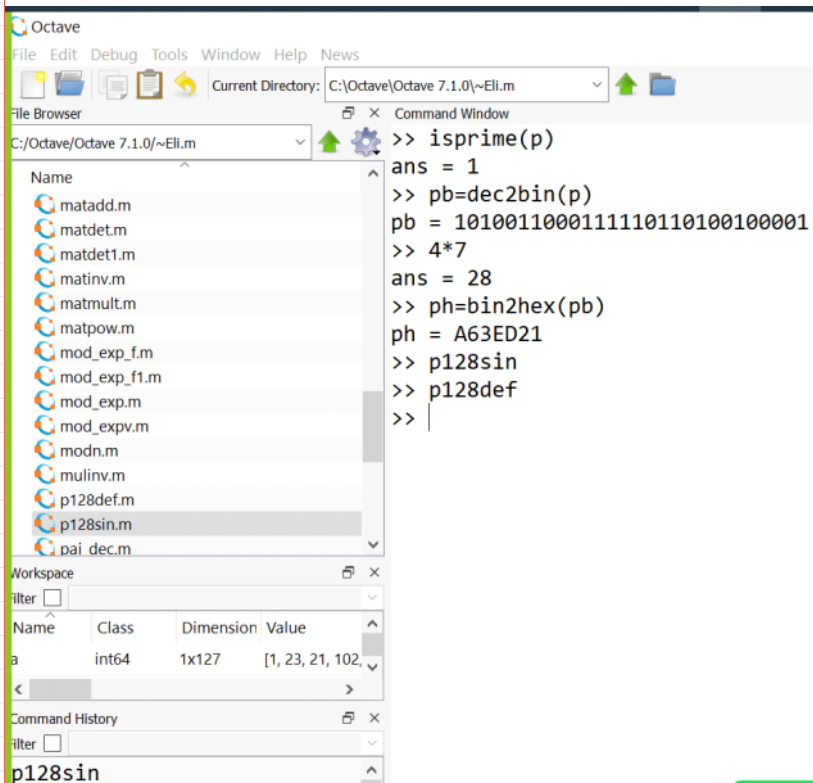 Octave
File Edit Debug Tools Window Help News
Current Directory: C:\Octave\Octave 7.1.0\~Eli.m
File Browser
C:/Octave/Octave 7.1.0/~Eli.m
Name
matadd.m
matdet.m
matdet1.m
matinv.m
matmult.m
matpow.m
mod_exp_f.m
mod_exp_f1.m
mod_exp.m
mod_expv.m
modn.m
mulinv.m
p128def.m
p128sin.m
pai_dec.m
Workspace
Filter
Name Class Dimension Value
a int64 1x127 [1, 23, 21, 102,
Command History
Filter
p128sin
Command Window
>> isprime(p)
ans = 1
>> pb=dec2bin(p)
pb = 1010011000111110110100100001
>> 4*7
ans = 28
>> ph=bin2hex(pb)
ph = A63ED21
>> p128sin
>> p128def
>>